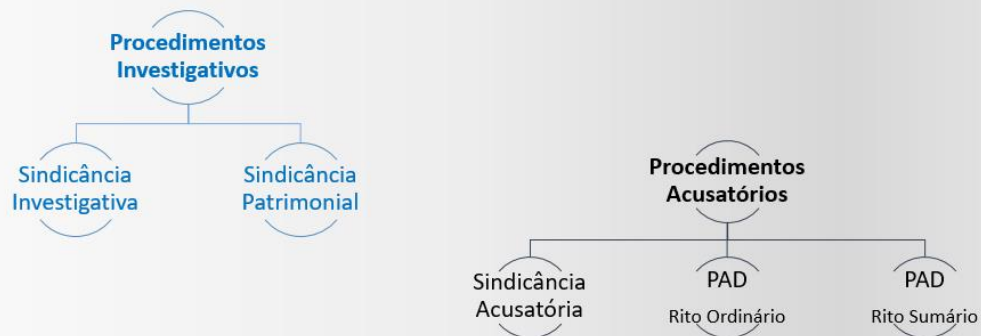 Procedimentos
Investigativos
Sindicância
Investigativa
Sindicância
Patrimonial
Procedimentos
Acusatórios
Sindicância
Acusatória
PAD
Rito Ordinário
PAD
Rito Sumário